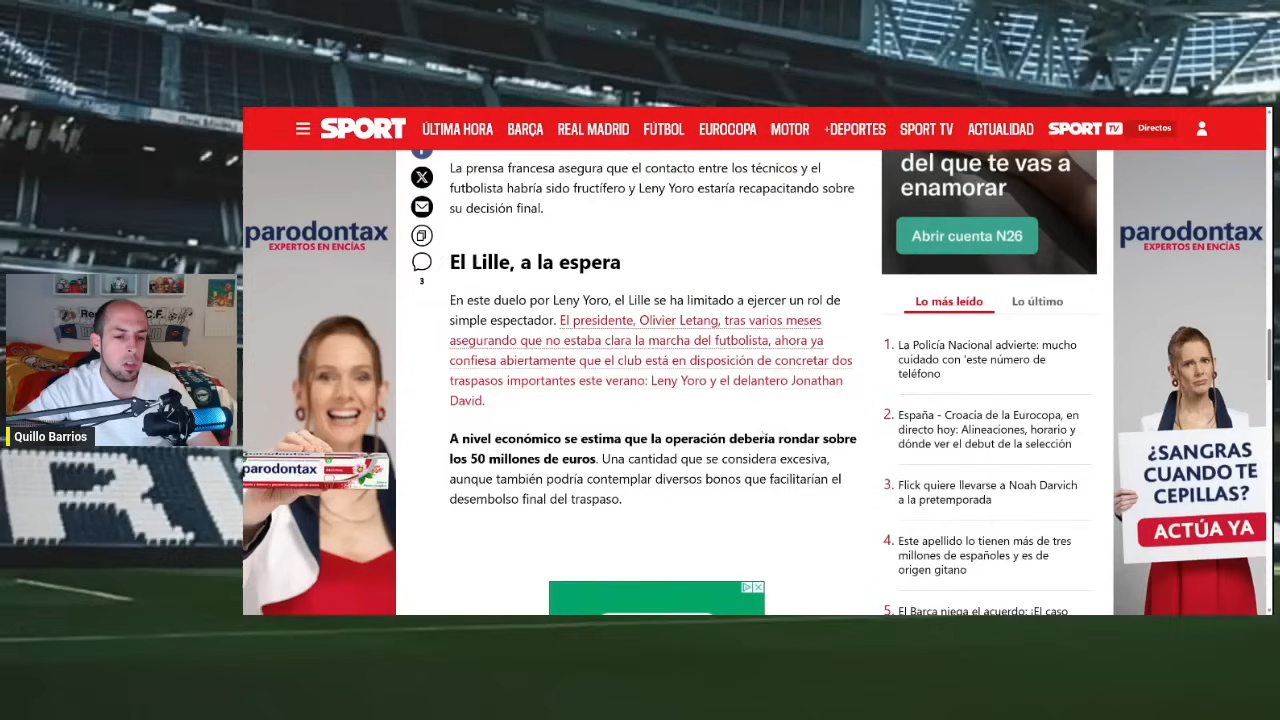 SPORT
ÚLTIMA HORA BARÇA REAL MADRID FÚTBOL EUROCOPA MOTOR +DEPORTES SPORT TV ACTUALIDAD SPORT TV Directos
La prensa francesa asegura que el contacto entre los técnicos y el
futbolista habría sido fructífero y Leny Yoro estaría recapacitando sobre
su decisión final.
3
El Lille, a la espera
En este duelo por Leny Yoro, el Lille se ha limitado a ejercer un rol de
simple espectador. El presidente, Olivier Letang, tras varios meses
asegurando que no estaba clara la marcha del futbolista, ahora ya
confiesa abiertamente que el club está en disposición de concretar dos
traspasos importantes este verano: Leny Yoro y el delantero Jonathan
David.
A nivel económico se estima que la operación debería rondar sobre
los 50 millones de euros. Una cantidad que se considera excesiva,
aunque también podría contemplar diversos bonos que facilitarían el
desembolso final del traspaso.
del que te vas a
enamorar
Abrir cuenta N26
Lo más leído Lo último
1. La Policía Nacional advierte: mucho
cuidado con 'este número de
teléfono
2. España - Croacia de la Eurocopa, en
directo hoy: Alineaciones, horario y
dónde ver el debut de la selección
3. Flick quiere llevarse a Noah Darvich
a la pretemporada
4. Este apellido lo tienen más de tres
millones de españoles y es de
origen gitano
5. El Barça niega el acuerdo: ¡El caso
parodontax
EXPERTOS EN ENCÍAS
parodontax
parodontax
EXPERTOS EN ENCÍAS
¿SANGRAS
CUANDO TE
CEPILLAS?
ACTÚA YA
Quillo Barrios
RI